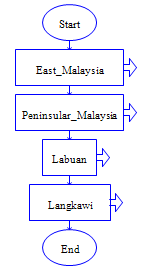 Start
East_Malaysia
Peninsular_Malaysia
Labuan
Langkawi
End